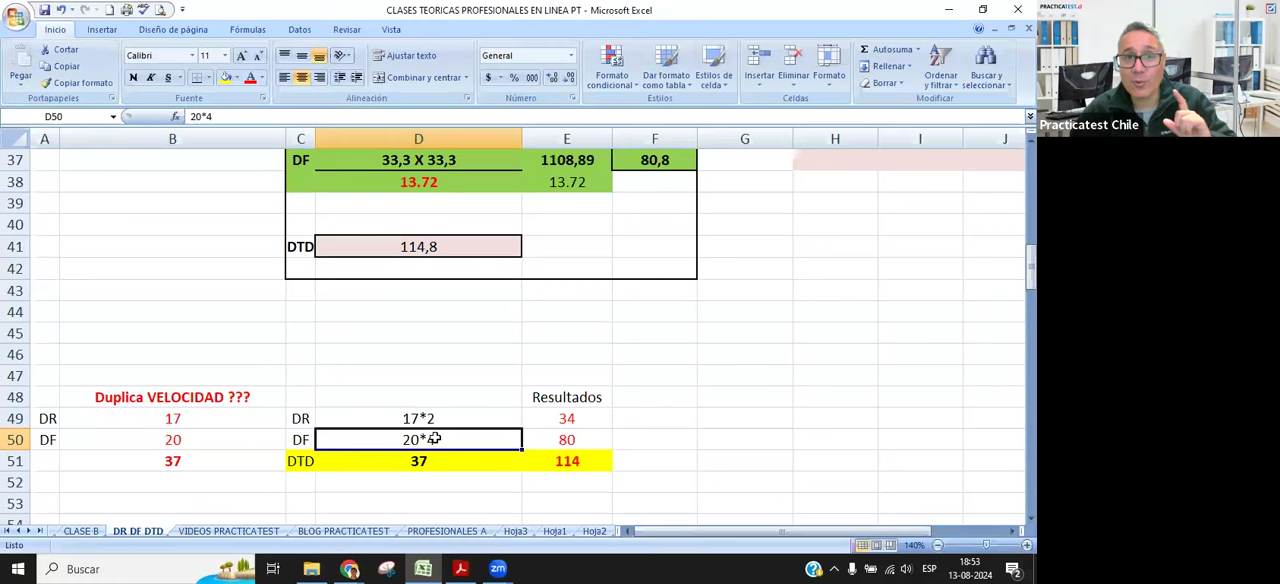 CLASES TEORICAS PROFESIONALES EN LINEA PT - Microsoft Excel
Inicio Insertar Diseño de página Fórmulas Datos Revisar Vista
Pegar
Cortar
Copiar
Copiar formato
Portapapeles
Calibri 11
N K S
Fuente
Ajustar texto
Combinar y centrar
Alineación
General
$ % 000
Número
Formato condicional
Dar formato como tabla
Estilos de celda
Estilos
Insertar Eliminar Formato
Celdas
Autosuma
Rellenar
Borrar
Ordenar y filtrar
Buscar y seleccionar
Modificar
PRACTICATEST.cl
Practicatest Chile
D50 fx 20*4
A B C D E F G H I J
37 DF 33,3 X 33,3 1108,89 80,8
38 13.72 13.72
39
40
41 DTD 114,8
42
43
44
45
46
47
48 Duplica VELOCIDAD ??? Resultados
49 DR 17 DR 17*2 34
50 DF 20 DF 20*4 80
51 37 DTD 37 114
52
53
CLASE B DR DF DTD VIDEOS PRACTICATEST BLOG PRACTICATEST PROFESIONALES A Hoja3 Hoja1 Hoja2
Listo 140%
Buscar
ESP
18:53
13-08-2024
2